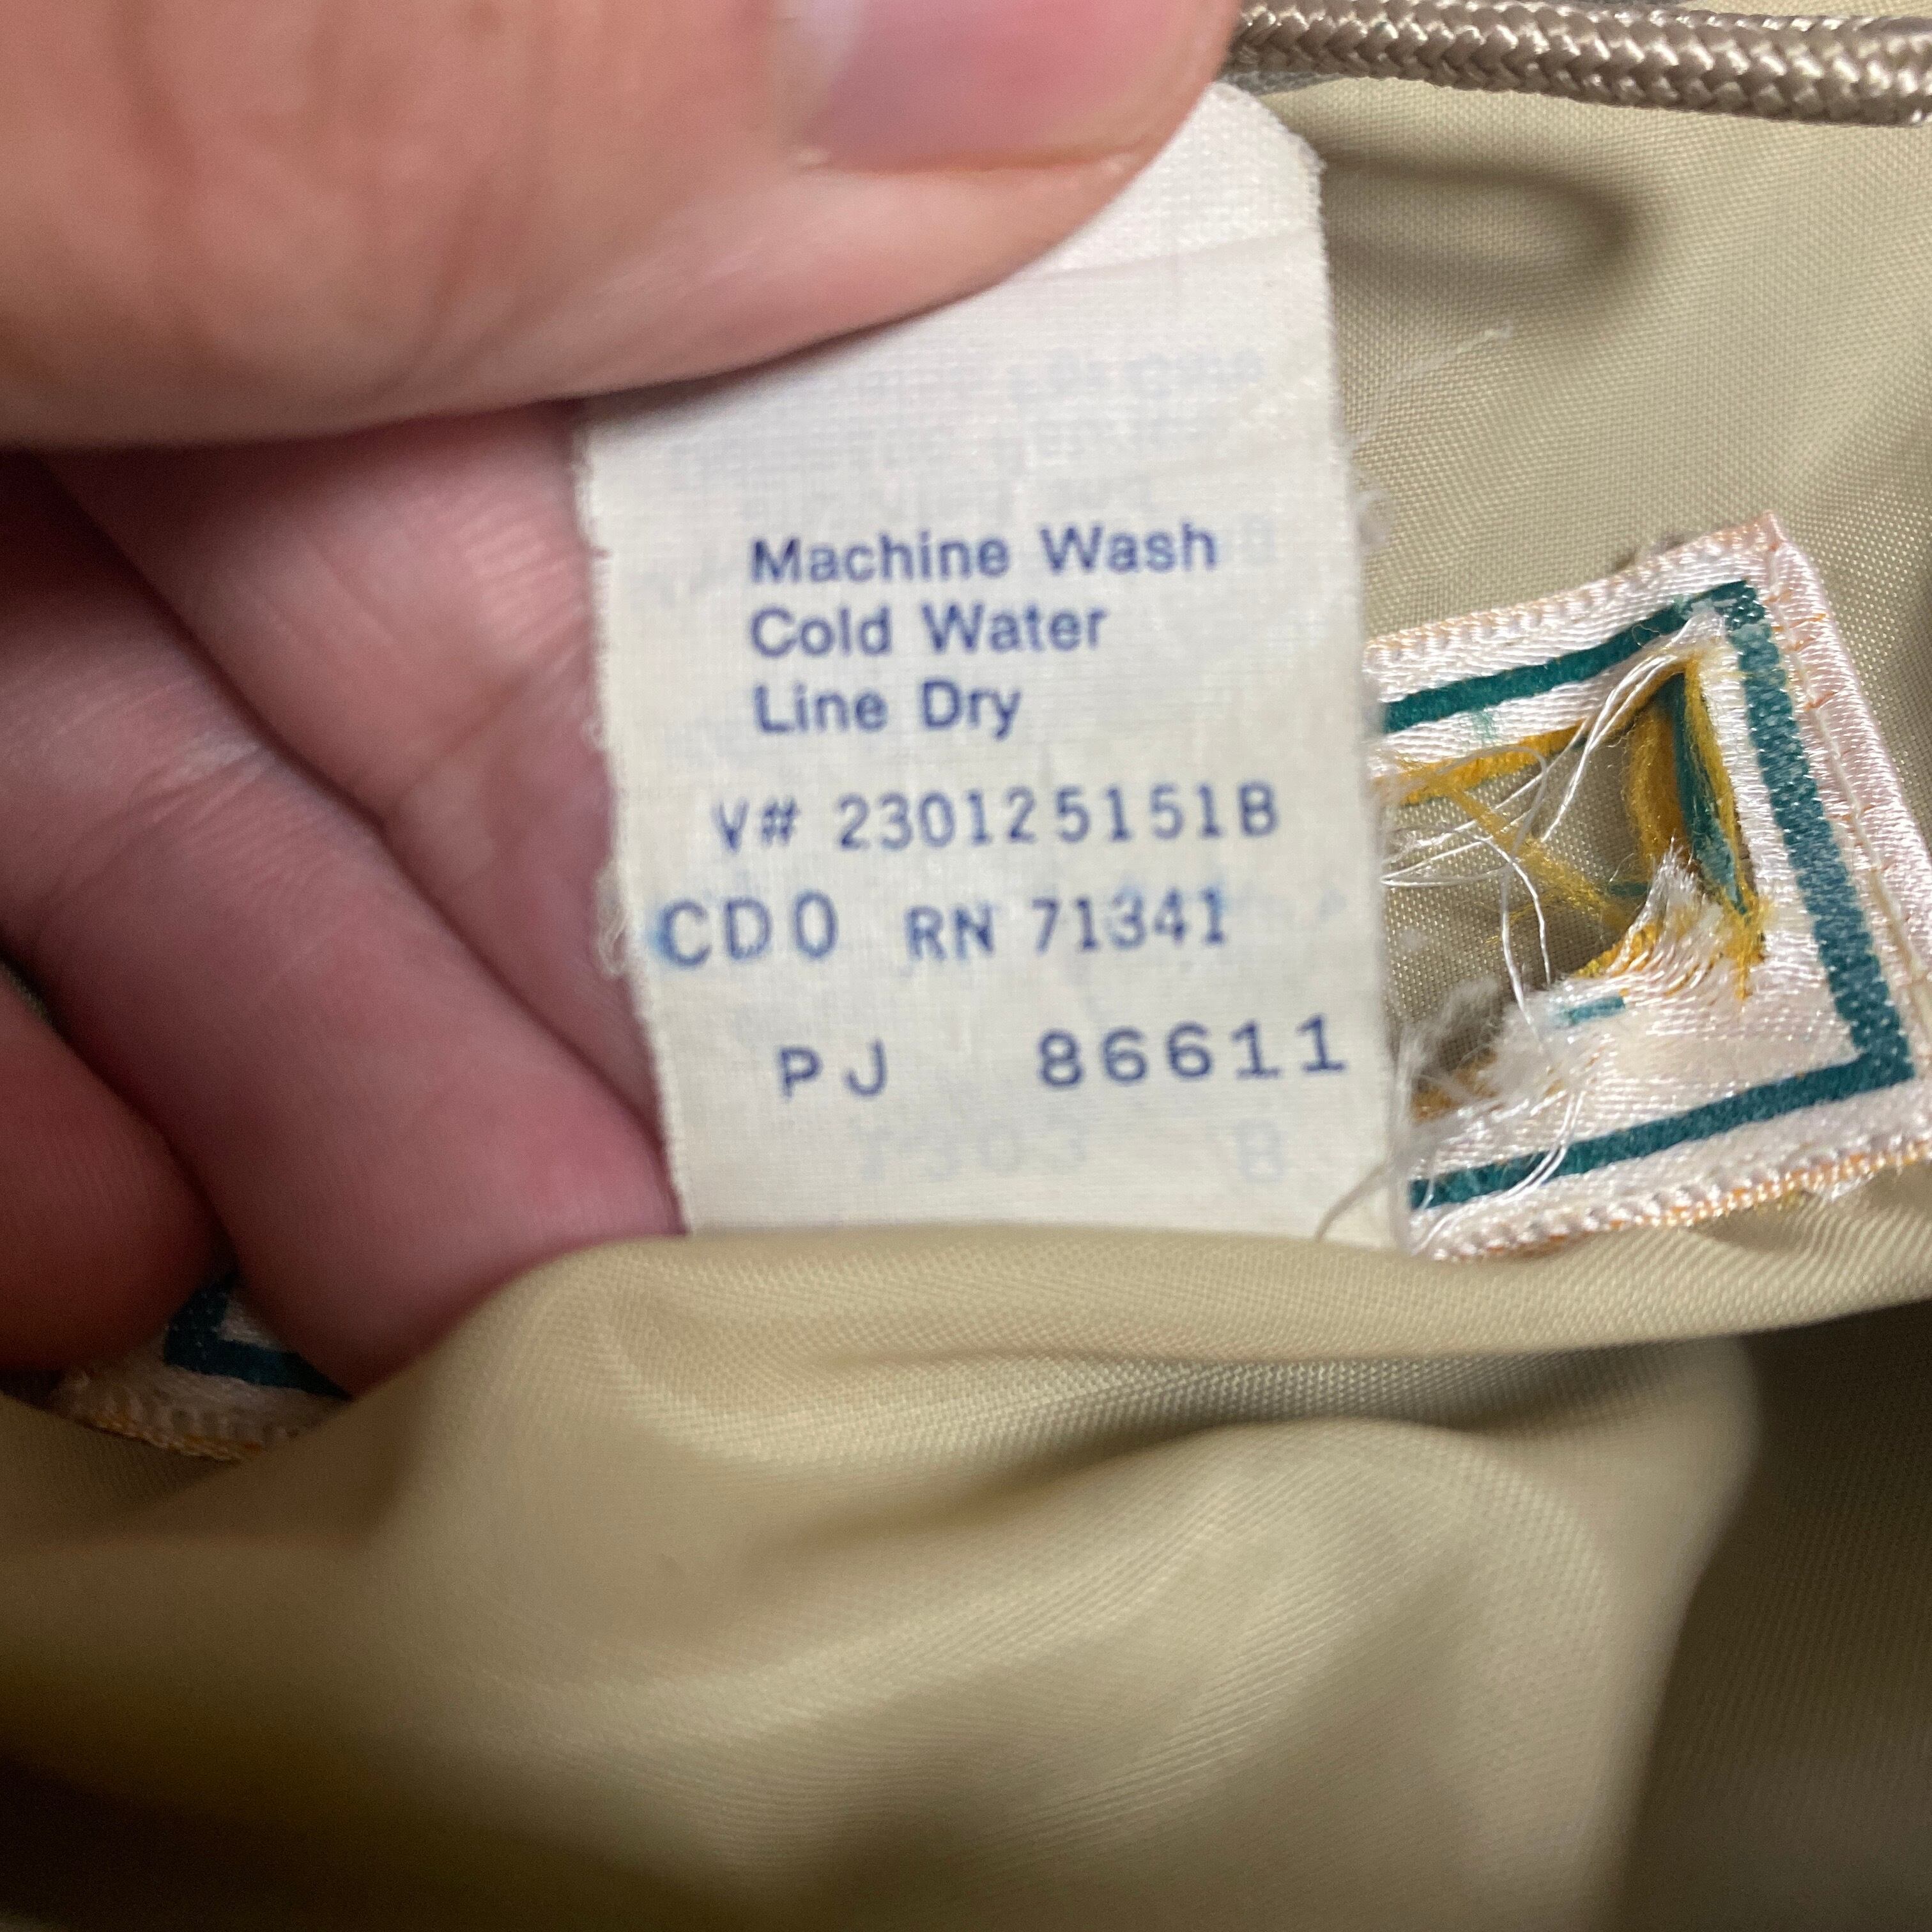 Machine Wash
Cold Water
Line Dry
V# 230125151B
CDO RN 71341
PJ 86611